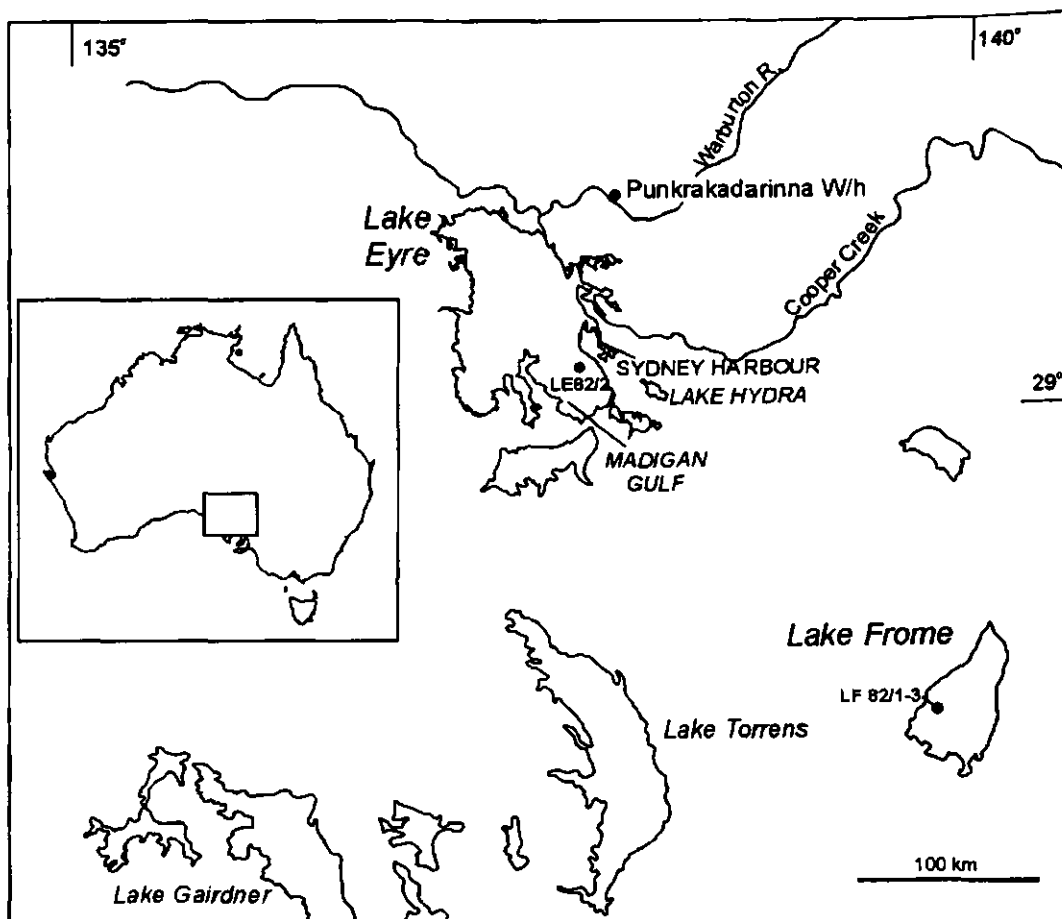 135°
140°
Warburton R.
Punkrakadarinna W/h
Lake
Eyre
Cooper Creek
SYDNEY HARBOUR
LE82/2
LAKE HYDRA
29°
MADIGAN
GULF
Lake Frome
LF 82/1-3
Lake Torrens
100 km
Lake Gairdner